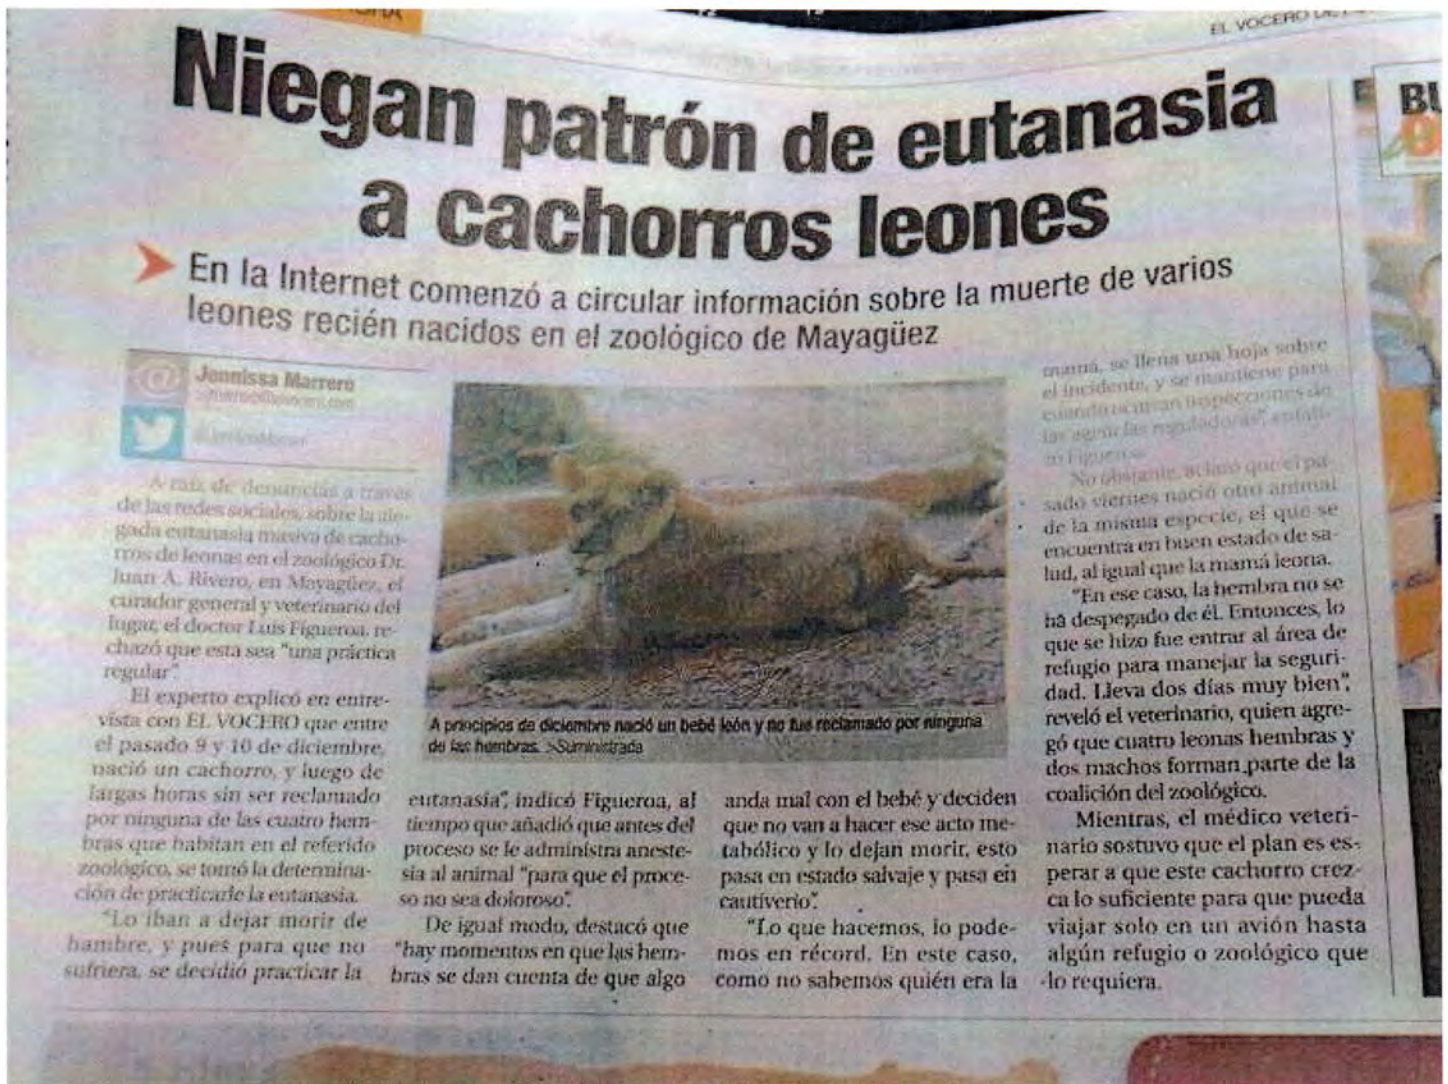 EL VOCERO DE
Niegan patrón de eutanasia
a cachorros leones
En la Internet comenzó a circular información sobre la muerte de varios
leones recién nacidos en el zoológico de Mayagüez
@ Jennissa Marrero
A raíz de denuncias a través
de las redes sociales, sobre la ale-
gada eutanasia masiva de cacho-
rros de leonas en el zoológico Dr.
Juan A. Rivero, en Mayagüez, el
curador general y veterinario del
lugar, el doctor Luis Figueroa, re-
chazó que esta sea "una práctica
regular".
El experto explicó en entre-
vista con EL VOCERO que entre
el pasado 9 y 10 de diciembre,
nació un cachorro, y luego de
largas horas sin ser reclamado
por ninguna de las cuatro hem-
bras que habitan en el referido
zoológico, se tomó la determina-
ción de practicarle la eutanasia.
"Lo iban a dejar morir de
hambre, y pues para que no
sufriera, se decidió practicar la
A principios de diciembre nació un bebé león y no fue reclamado por ninguna
de las hembras. >Suministrada
eutanasia", indicó Figueroa, al
tiempo que añadió que antes del
proceso se le administra aneste-
sia al animal "para que el proce-
so no sea doloroso".
De igual modo, destacó que
"hay momentos en que las hem-
bras se dan cuenta de que algo
anda mal con el bebé y deciden
que no van a hacer ese acto me-
tabólico y lo dejan morir, esto
pasa en estado salvaje y pasa en
cautiverio".
"Lo que hacemos, lo pode-
mos en récord. En este caso,
como no sabemos quién era la
mamá, se llena una hoja sobre
el incidente, y se mantiene para
cuando ocurran inspecciones de
las agencias reguladoras", enfati-
zó Figueroa.
No obstante, aclaró que el pa-
sado viernes nació otro animal
de la misma especie, el que se
encuentra en buen estado de sa-
lud, al igual que la mamá leona.
"En ese caso, la hembra no se
ha despegado de él. Entonces, lo
que se hizo fue entrar al área de
refugio para manejar la seguri-
dad. Lleva dos días muy bien",
reveló el veterinario, quien agre-
gó que cuatro leonas hembras y
dos machos forman parte de la
coalición del zoológico.
Mientras, el médico veteri-
nario sostuvo que el plan es es-
perar a que este cachorro crez-
ca lo suficiente para que pueda
viajar solo en un avión hasta
algún refugio o zoológico que
lo requiera.